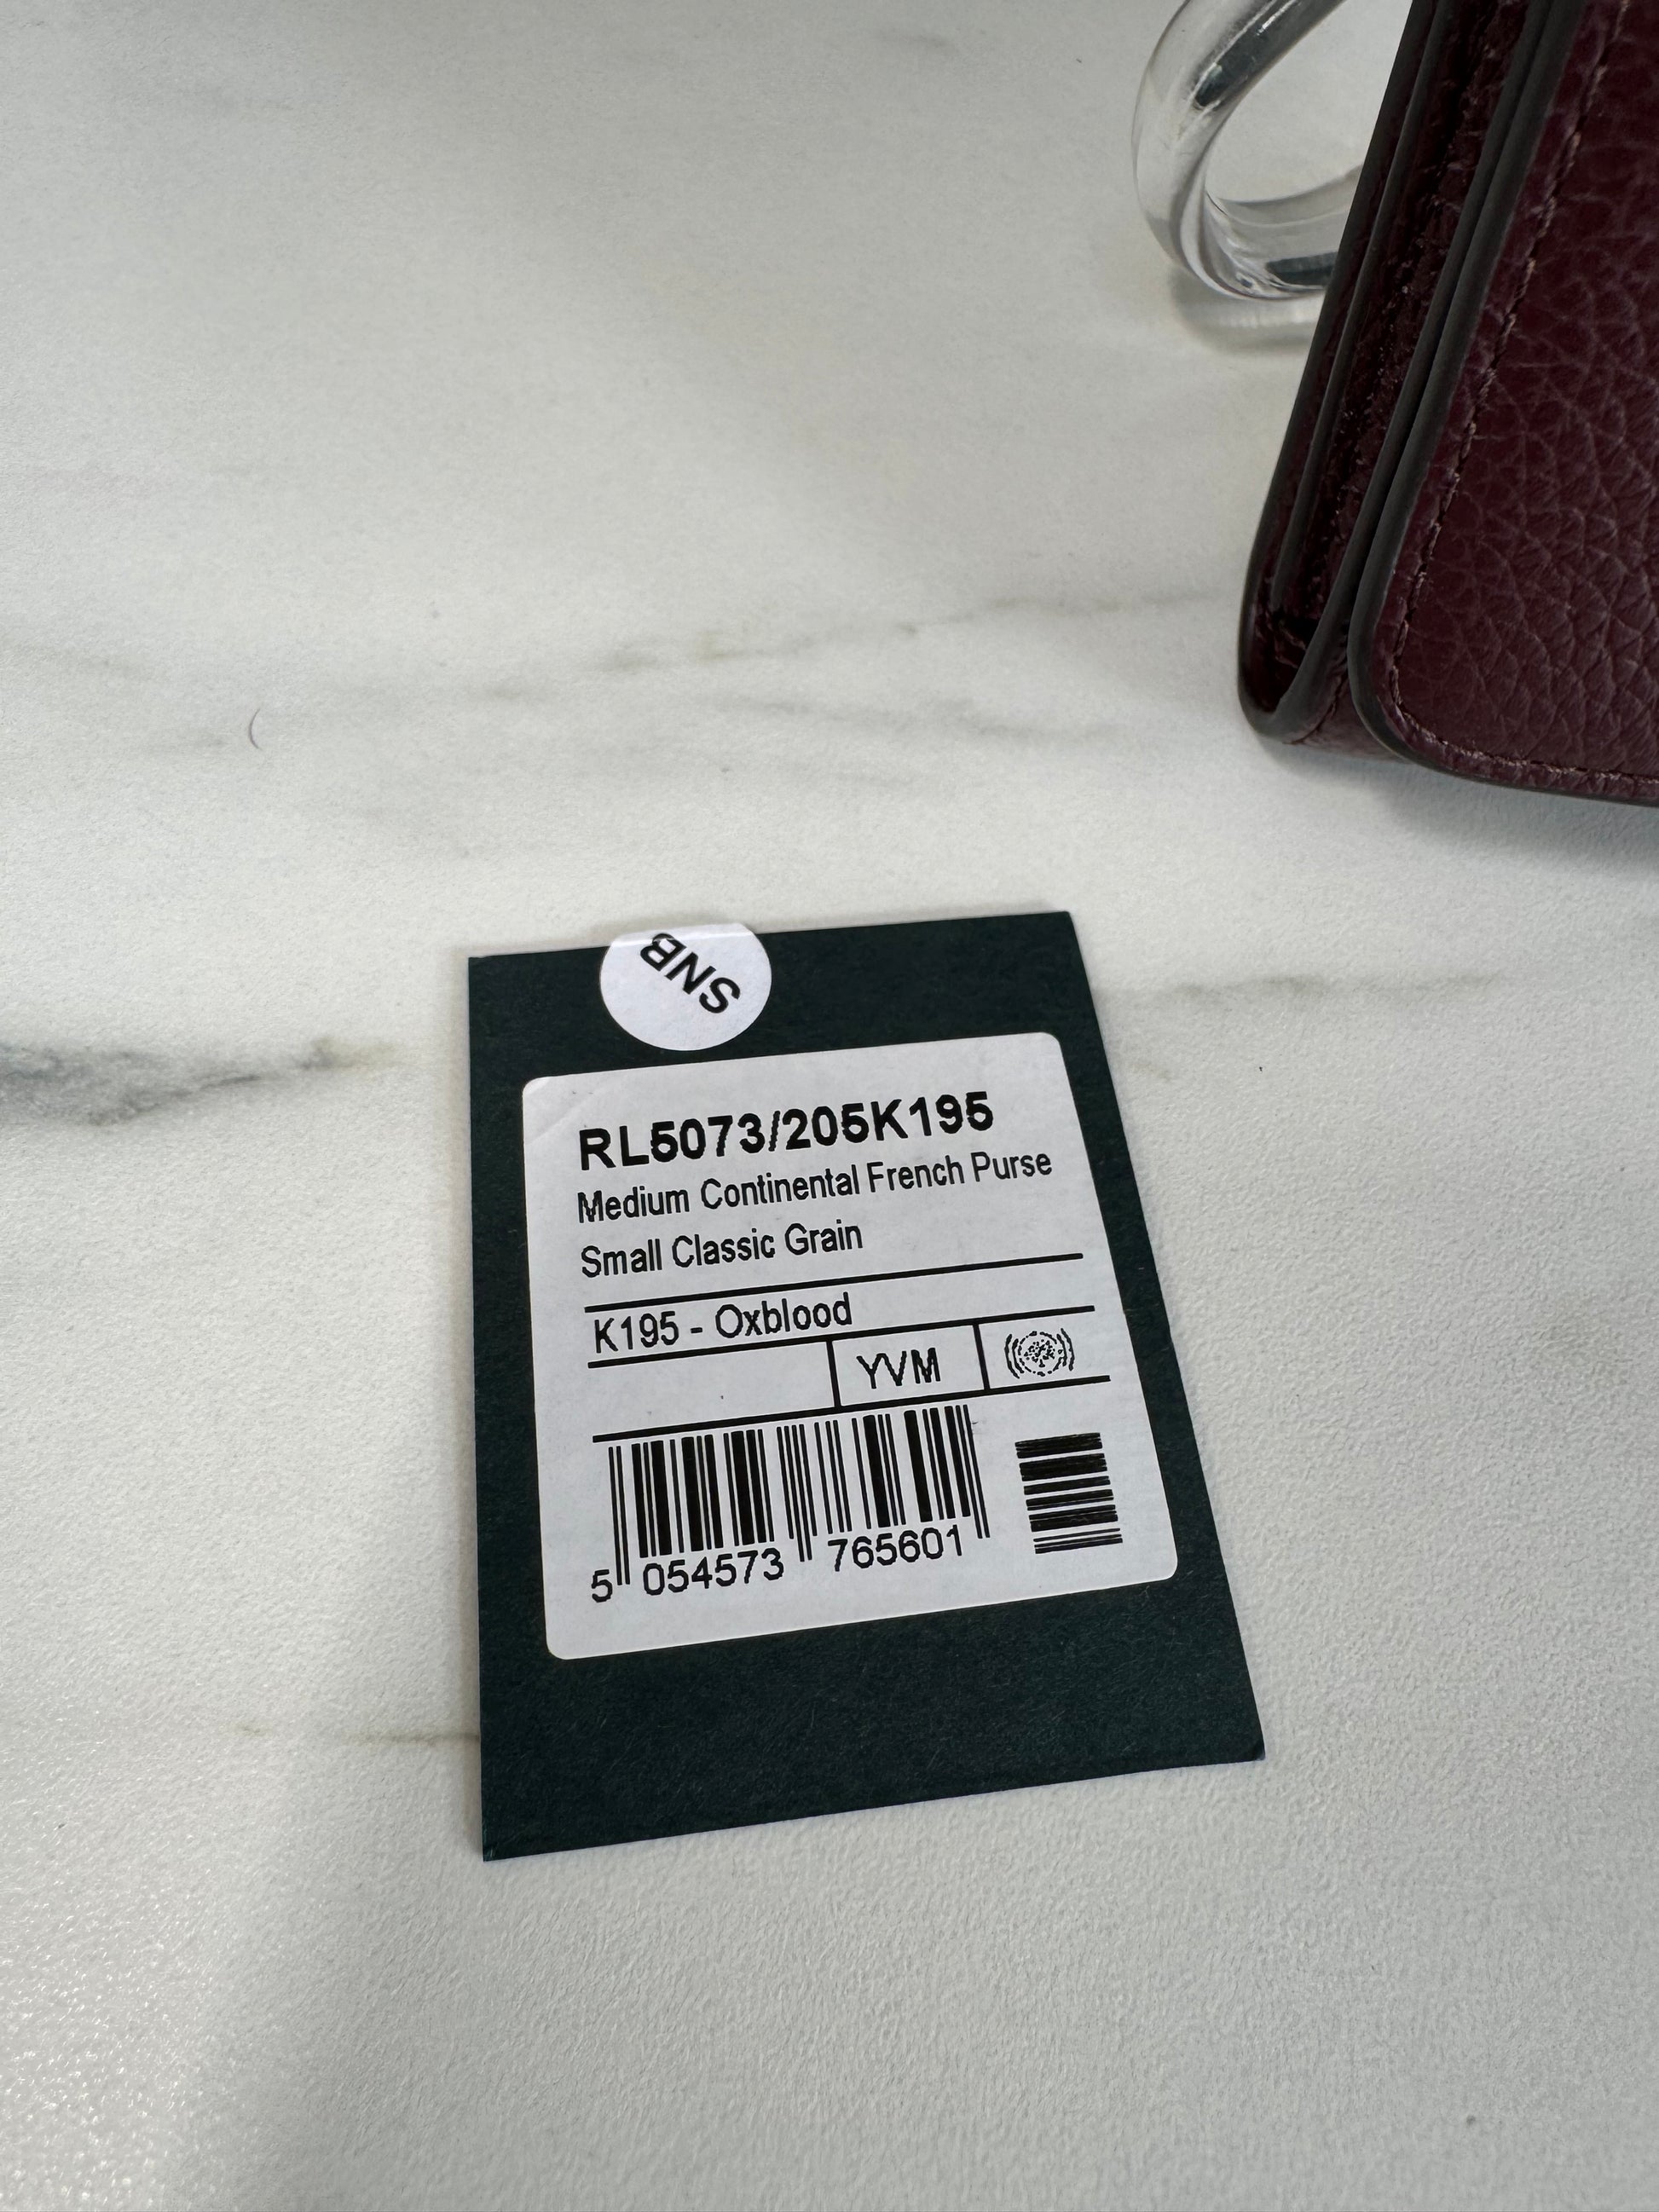 SNB
RL5073/205K195
Medium Continental French Purse
Small Classic Grain
K195 - Oxblood
YVM
5 054573 765601